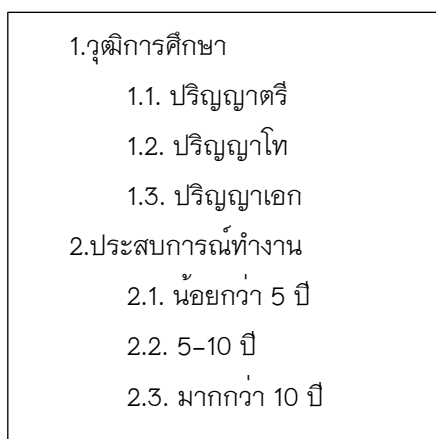 1.วุฒิการศึกษา
1.1. ปริญญาตรี
1.2. ปริญญาโท
1.3. ปริญญาเอก
2.ประสบการณ์ทำงาน
2.1. น้อยกว่า 5 ปี
2.2. 5–10 ปี
2.3. มากกว่า 10 ปี